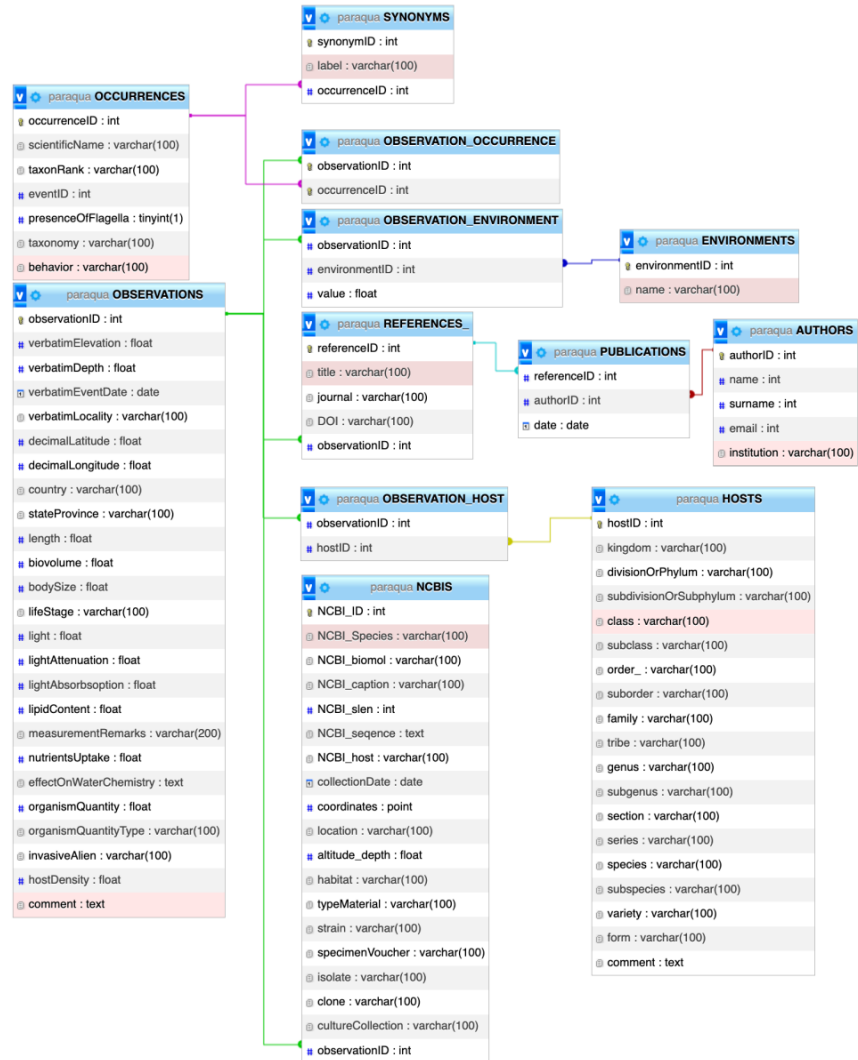 paraqua SYNONYMS
synonymID : int
label : varchar(100)
occurrenceID : int
paraqua OCCURRENCES
occurrenceID : int
scientificName : varchar(100)
taxonRank : varchar(100)
eventID : int
presenceOfFlagella : tinyint(1)
taxonomy : varchar(100)
behavior : varchar(100)
paraqua OBSERVATION_OCCURRENCE
observationID : int
occurrenceID : int
paraqua OBSERVATION_ENVIRONMENT
observationID : int
environmentID : int
value : float
paraqua ENVIRONMENTS
environmentID : int
name : varchar(100)
paraqua OBSERVATIONS
observationID : int
verbatimElevation : float
verbatimDepth : float
verbatimEventDate : date
verbatimLocality : varchar(100)
decimalLatitude : float
decimalLongitude : float
country : varchar(100)
stateProvince : varchar(100)
length : float
biovolume : float
bodySize : float
lifeStage : varchar(100)
light : float
lightAttenuation : float
lightAbsorbsoption : float
lipidContent : float
measurementRemarks : varchar(200)
nutrientsUptake : float
effectOnWaterChemistry : text
organismQuantity : float
organismQuantityType : varchar(100)
invasiveAlien : varchar(100)
hostDensity : float
comment : text
paraqua REFERENCES_
referenceID : int
title : varchar(100)
journal : varchar(100)
DOI : varchar(100)
observationID : int
paraqua PUBLICATIONS
referenceID : int
authorID : int
date : date
paraqua AUTHORS
authorID : int
name : int
surname : int
email : int
institution : varchar(100)
paraqua OBSERVATION_HOST
observationID : int
hostID : int
paraqua HOSTS
hostID : int
kingdom : varchar(100)
divisionOrPhylum : varchar(100)
subdivisionOrSubphylum : varchar(100)
class : varchar(100)
subclass : varchar(100)
order_ : varchar(100)
suborder : varchar(100)
family : varchar(100)
tribe : varchar(100)
genus : varchar(100)
subgenus : varchar(100)
section : varchar(100)
series : varchar(100)
species : varchar(100)
subspecies : varchar(100)
variety : varchar(100)
form : varchar(100)
comment : text
paraqua NCBIS
NCBI_ID : int
NCBI_Species : varchar(100)
NCBI_biomol : varchar(100)
NCBI_caption : varchar(100)
NCBI_slen : int
NCBI_seqence : text
NCBI_host : varchar(100)
collectionDate : date
coordinates : point
location : varchar(100)
altitude_depth : float
habitat : varchar(100)
typeMaterial : varchar(100)
strain : varchar(100)
specimenVoucher : varchar(100)
isolate : varchar(100)
clone : varchar(100)
cultureCollection : varchar(100)
observationID : int